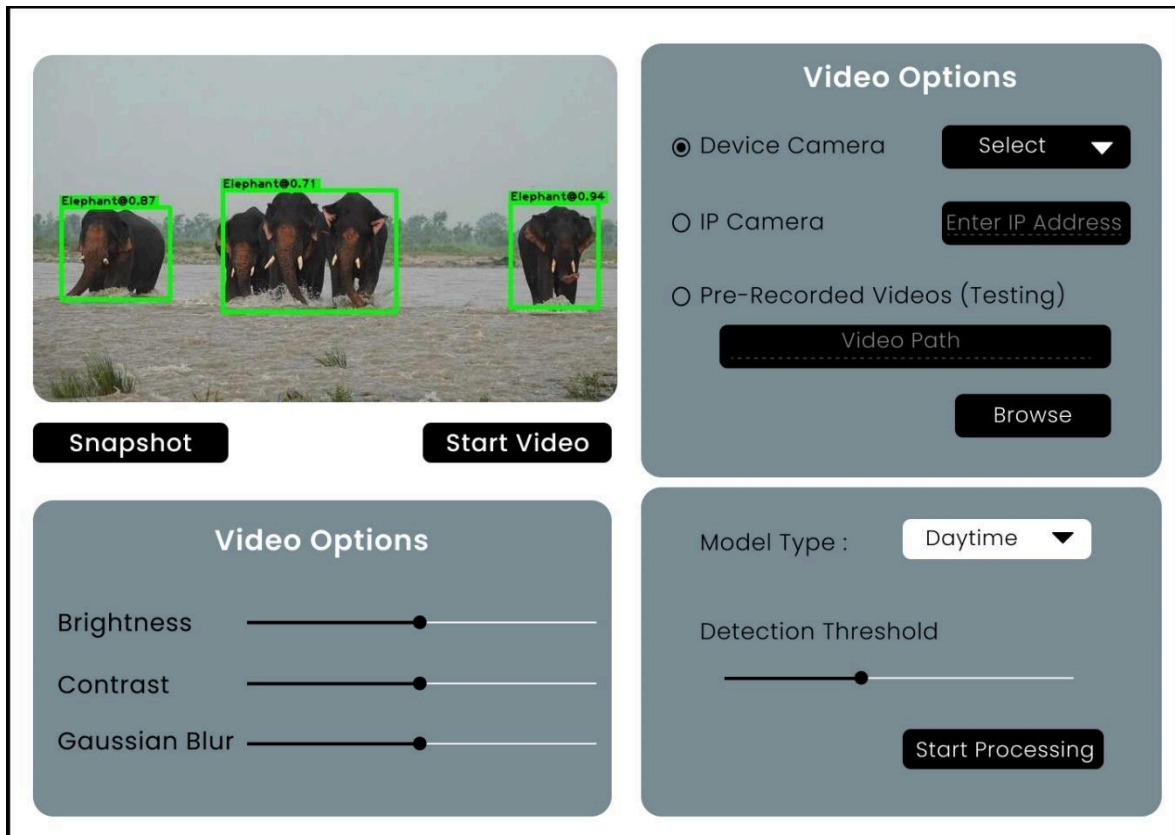 Elephant@0.87
Elephant@0.71
Elephant@0.94
Snapshot
Start Video
Video Options
Device Camera
Select
IP Camera
Enter IP Address
Pre-Recorded Videos (Testing)
Video Path
Browse
Video Options
Brightness
Contrast
Gaussian Blur
Model Type :
Daytime
Detection Threshold
Start Processing